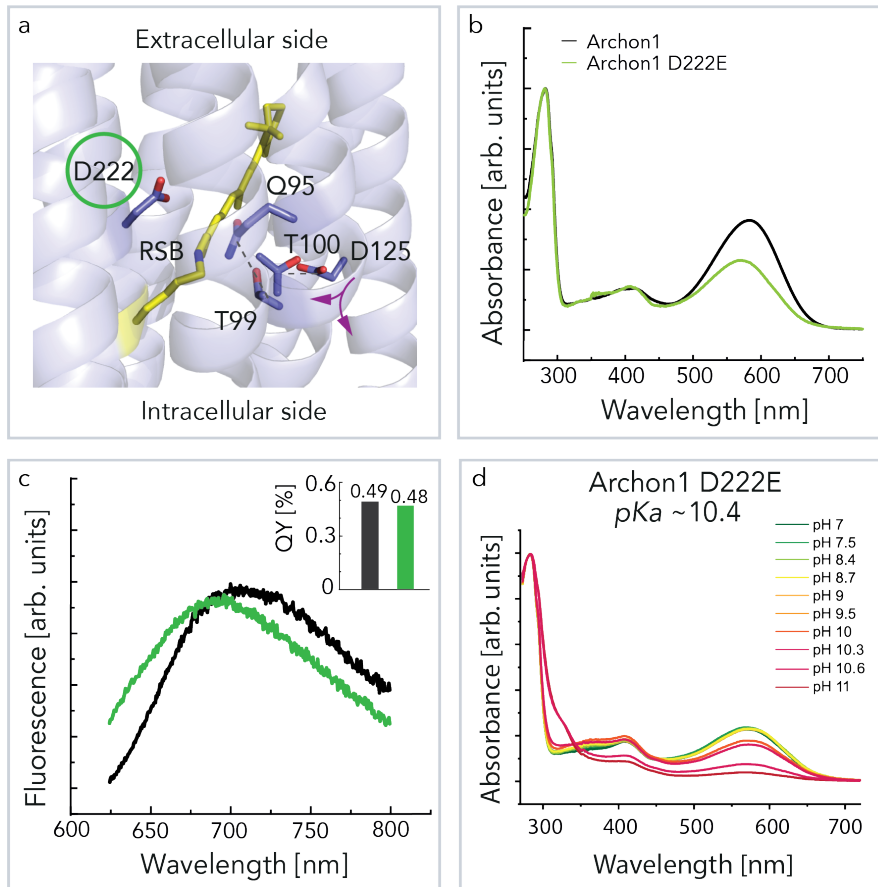 a
Extracellular side
D222
Q95
RSB
T100
D125
T99
Intracellular side
b
Archon1
Archon1 D222E
Absorbance [arb. units]
300
400
500
600
700
Wavelength [nm]
c
QY [%]
0.6
0.3
0
0.49
0.48
Fluorescence [arb. units]
600
650
700
750
800
Wavelength [nm]
d
Archon1 D222E
pKa ~10.4
pH 7
pH 7.5
pH 8.4
pH 8.7
pH 9
pH 9.5
pH 10
pH 10.3
pH 10.6
pH 11
Absorbance [arb. units]
300
400
500
600
700
Wavelength [nm]